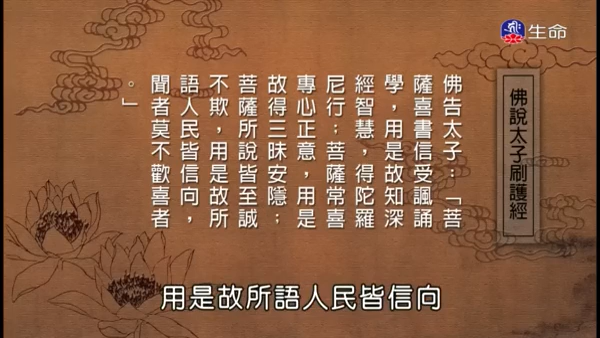 生命
佛說太子刷護經
佛告太子：「菩
薩喜書信受諷誦
學，用是故知深
經智慧，得陀羅
尼行；菩薩常喜
專心正意，用是
故得三昧安隱；
菩薩所說皆至誠
不欺，用是故所
語人民皆信向，
聞者莫不歡喜者
。」
用是故所語人民皆信向